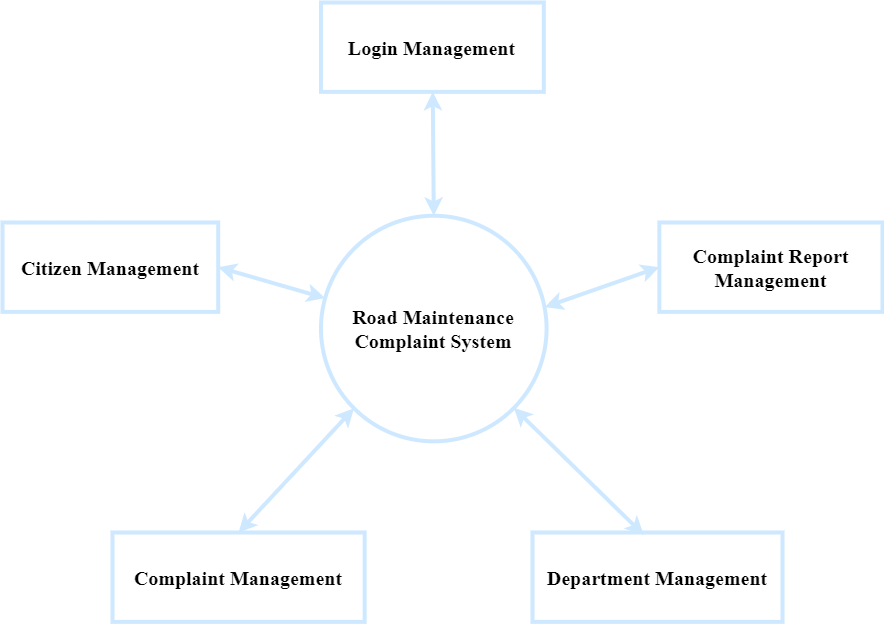 Login Management
Citizen Management
Complaint Report
Management
Road Maintenance
Complaint System
Complaint Management
Department Management